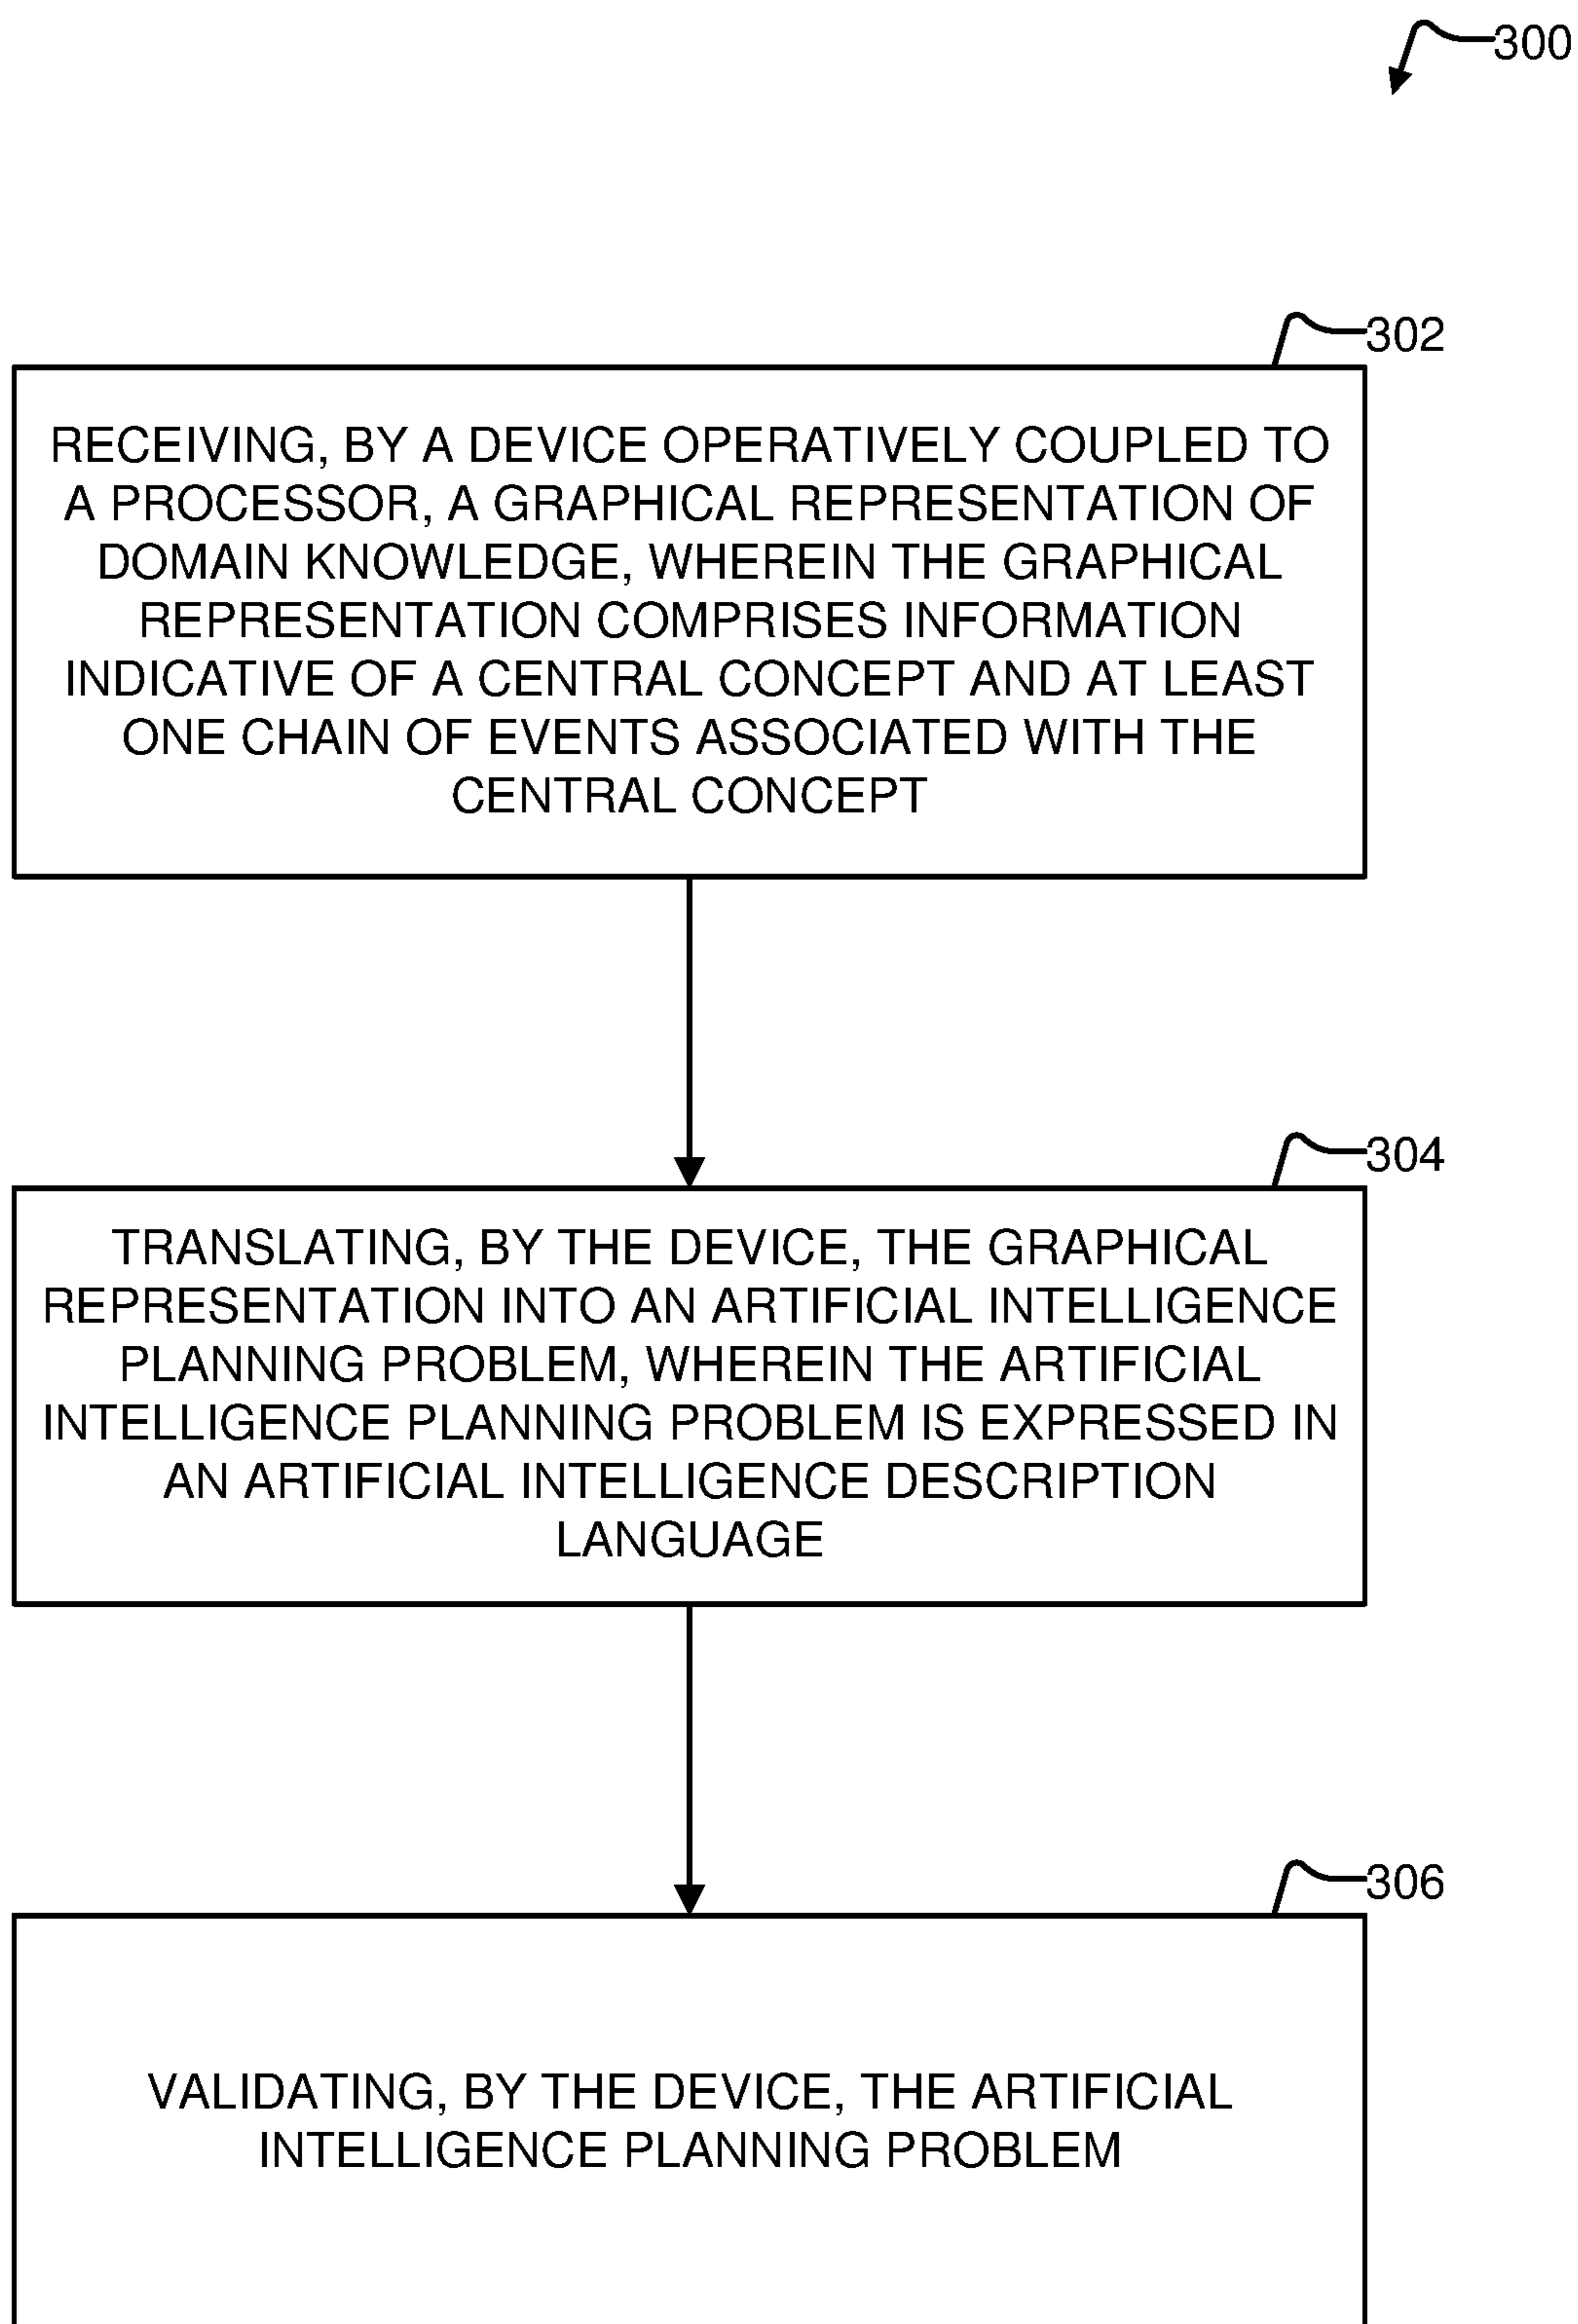 300
302
RECEIVING, BY A DEVICE OPERATIVELY COUPLED TO
A PROCESSOR, A GRAPHICAL REPRESENTATION OF
DOMAIN KNOWLEDGE, WHEREIN THE GRAPHICAL
REPRESENTATION COMPRISES INFORMATION
INDICATIVE OF A CENTRAL CONCEPT AND AT LEAST
ONE CHAIN OF EVENTS ASSOCIATED WITH THE
CENTRAL CONCEPT
304
TRANSLATING, BY THE DEVICE, THE GRAPHICAL
REPRESENTATION INTO AN ARTIFICIAL INTELLIGENCE
PLANNING PROBLEM, WHEREIN THE ARTIFICIAL
INTELLIGENCE PLANNING PROBLEM IS EXPRESSED IN
AN ARTIFICIAL INTELLIGENCE DESCRIPTION
LANGUAGE
306
VALIDATING, BY THE DEVICE, THE ARTIFICIAL
INTELLIGENCE PLANNING PROBLEM